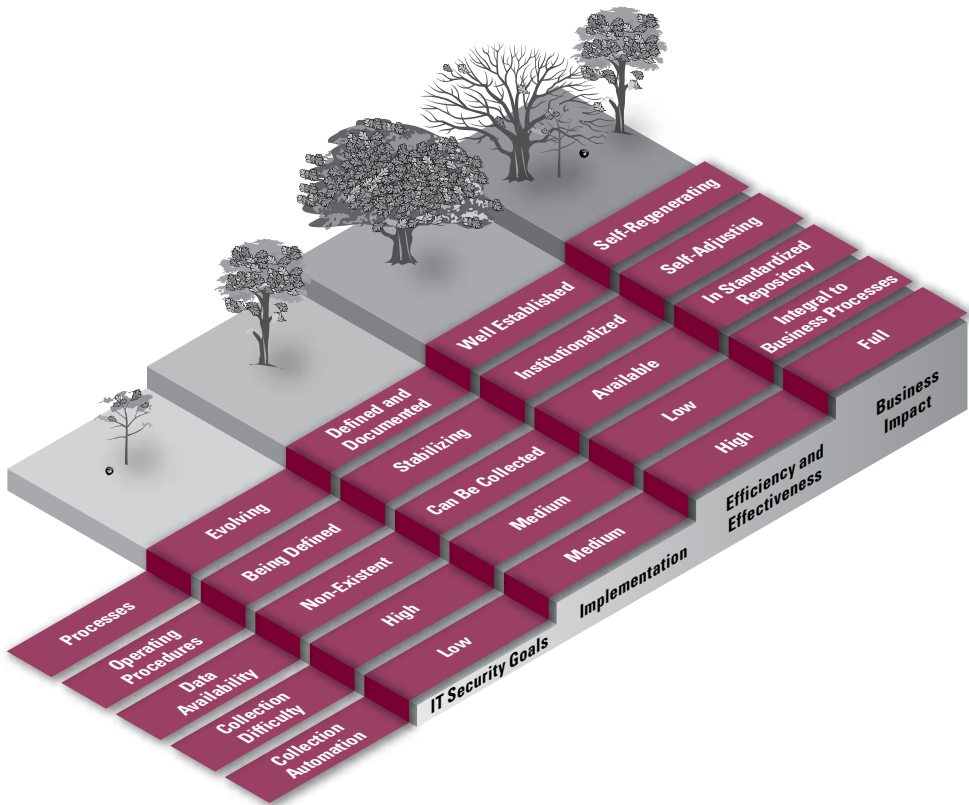 Processes
Evolving
Defined and
Documented
Well Established
Self-Regenerating
Operating
Procedures
Being Defined
Stabilizing
Institutionalized
Self-Adjusting
Data
Availability
Non-Existent
Can Be Collected
Available
In Standardized
Repository
Collection
Difficulty
High
Medium
Low
Integral to
Business Processes
Collection
Automation
Low
Medium
High
Full
IT Security Goals
Implementation
Efficiency and
Effectiveness
Business
Impact